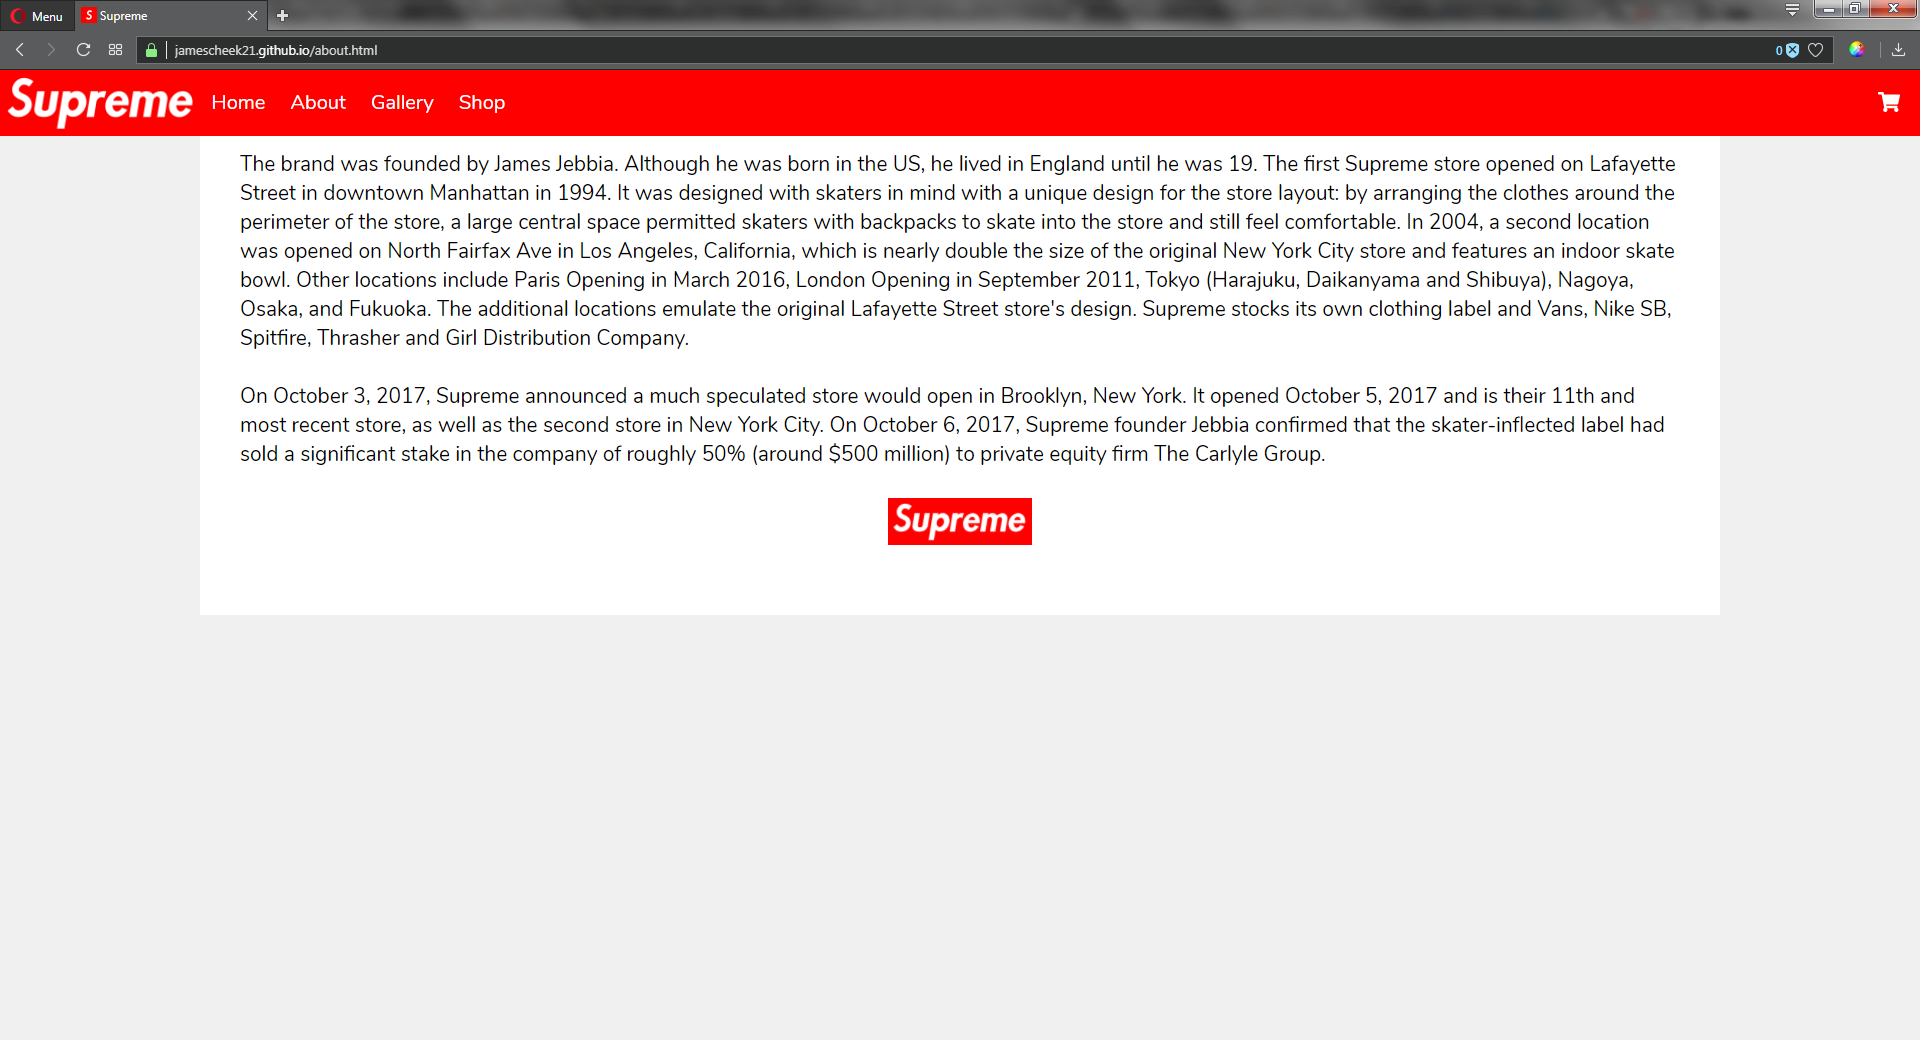 Menu
S Supreme
jamescheek21.github.io/about.html
0
Supreme Home About Gallery Shop
The brand was founded by James Jebbia. Although he was born in the US, he lived in England until he was 19. The first Supreme store opened on Lafayette
Street in downtown Manhattan in 1994. It was designed with skaters in mind with a unique design for the store layout: by arranging the clothes around the
perimeter of the store, a large central space permitted skaters with backpacks to skate into the store and still feel comfortable. In 2004, a second location
was opened on North Fairfax Ave in Los Angeles, California, which is nearly double the size of the original New York City store and features an indoor skate
bowl. Other locations include Paris Opening in March 2016, London Opening in September 2011, Tokyo (Harajuku, Daikanyama and Shibuya), Nagoya,
Osaka, and Fukuoka. The additional locations emulate the original Lafayette Street store's design. Supreme stocks its own clothing label and Vans, Nike SB,
Spitfire, Thrasher and Girl Distribution Company.
On October 3, 2017, Supreme announced a much speculated store would open in Brooklyn, New York. It opened October 5, 2017 and is their 11th and
most recent store, as well as the second store in New York City. On October 6, 2017, Supreme founder Jebbia confirmed that the skater-inflected label had
sold a significant stake in the company of roughly 50% (around $500 million) to private equity firm The Carlyle Group.
Supreme